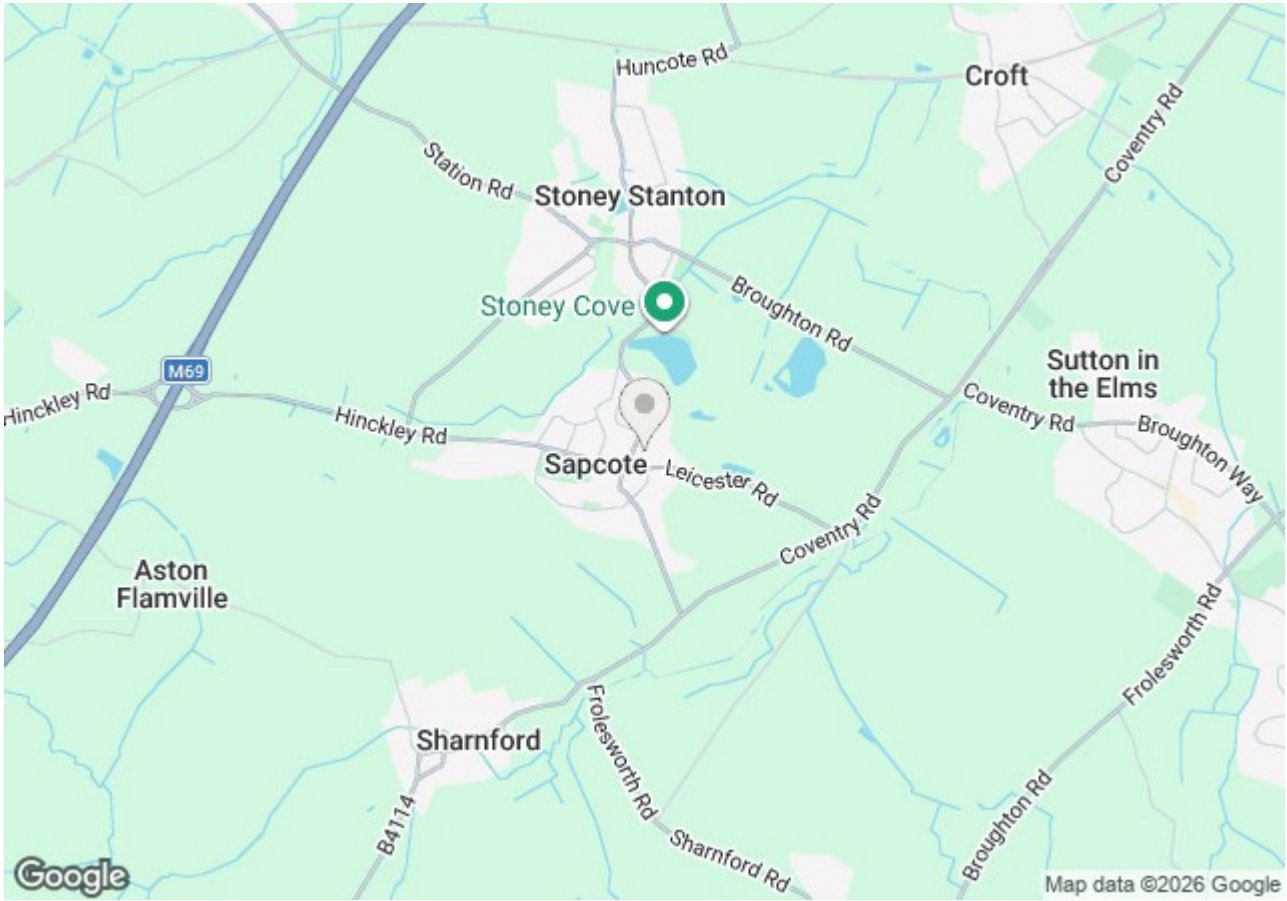 Huncote Rd
Croft
Coventry Rd
Station Rd
Stoney Stanton
Stoney Cove
Broughton Rd
Sutton in
the Elms
M69
Hinckley Rd
Hinckley Rd
Coventry Rd
Broughton Way
Sapcote
Leicester Rd
Coventry Rd
Aston
Flamville
Frolesworth Rd
Sharnford
Frolesworth Rd
B4114
Sharnford Rd
Broughton Rd
Google
Map data ©2026 Google